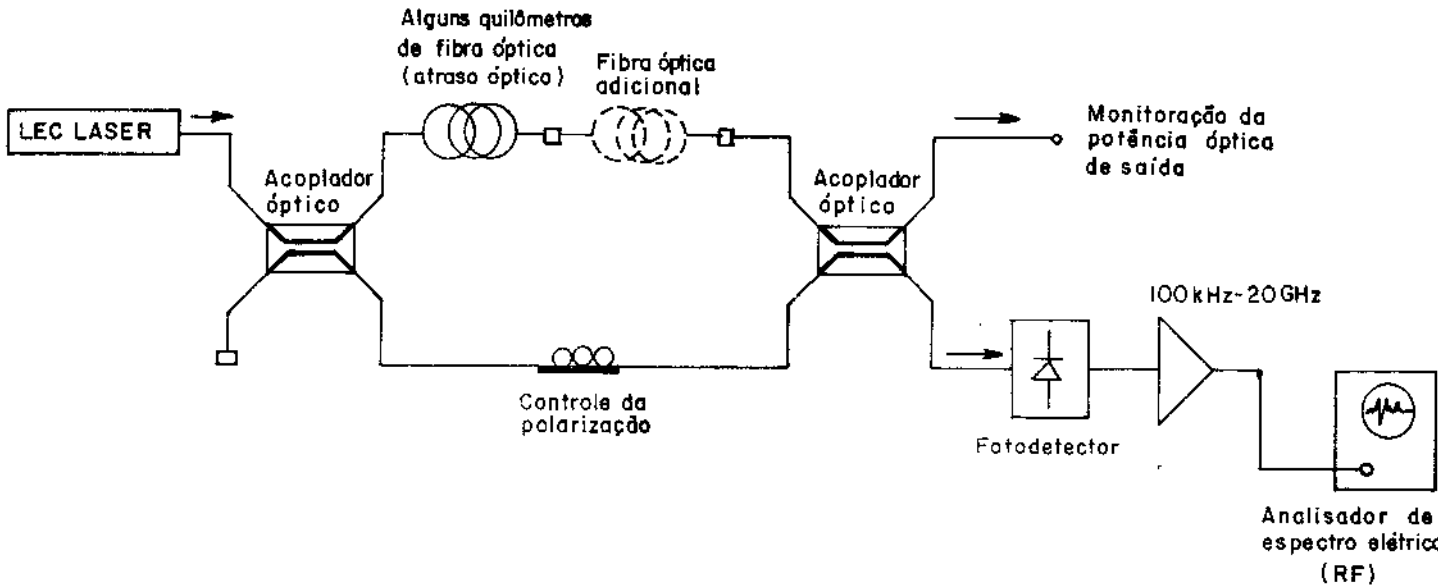 Alguns quilômetros
de fibra óptica
(atraso óptico)
Fibra óptica
adicional
LEC LASER
Monitoração da
potência óptica
de saída
Acoplador
óptico
Acoplador
óptico
100 kHz-20 GHz
Controle da
polarização
Fotodetector
Analisador de
espectro elétrico
(RF)